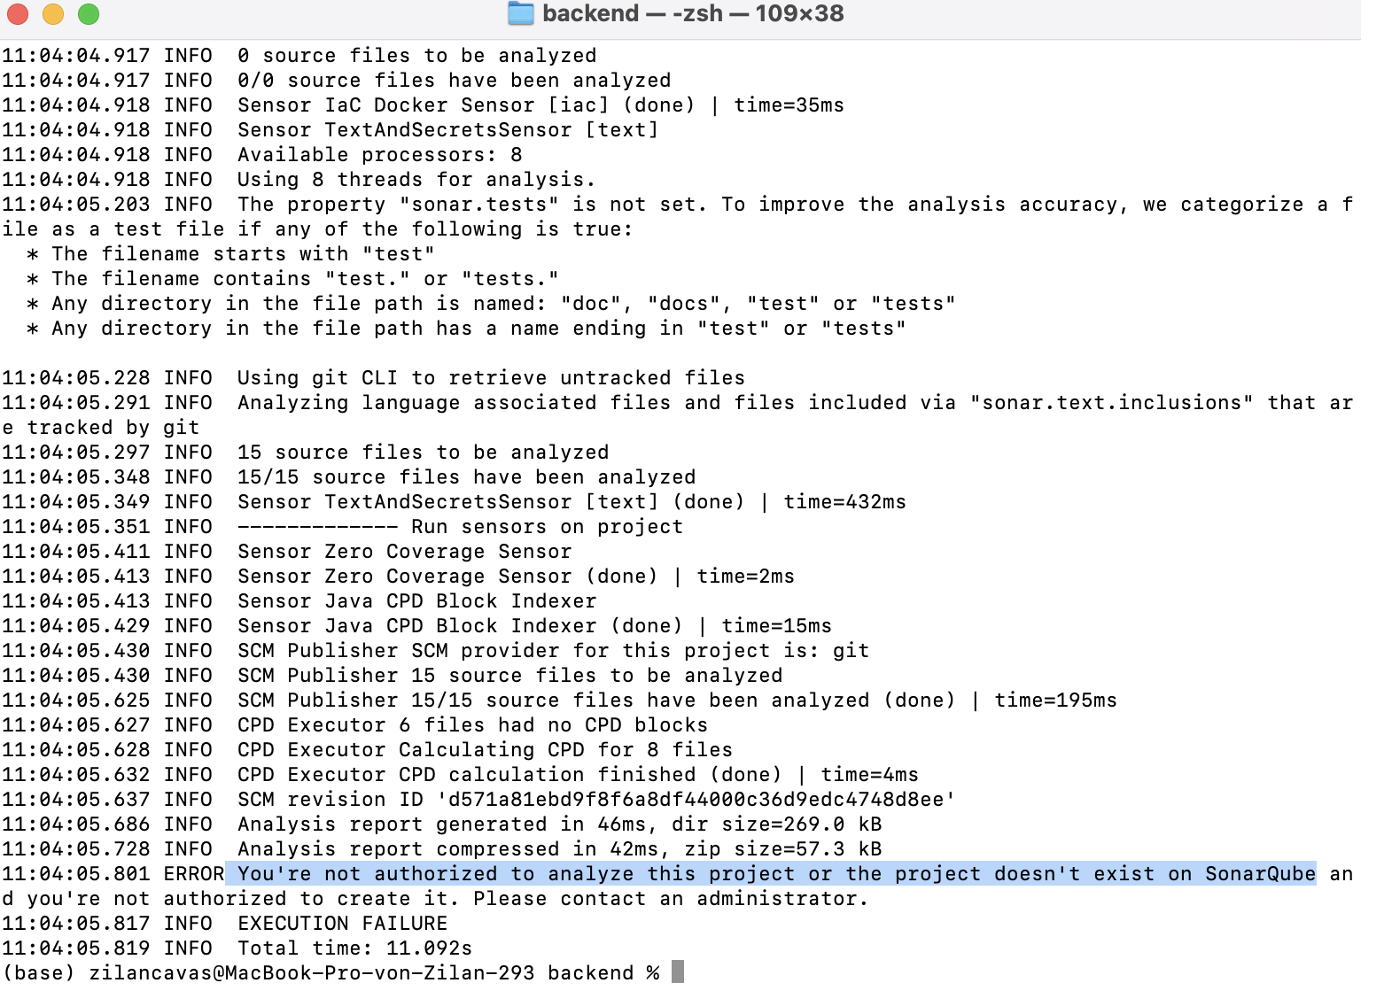 backend — -zsh — 109×38
11:04:04.917 INFO  0 source files to be analyzed
11:04:04.917 INFO  0/0 source files have been analyzed
11:04:04.918 INFO  Sensor IaC Docker Sensor [iac] (done) | time=35ms
11:04:04.918 INFO  Sensor TextAndSecretsSensor [text]
11:04:04.918 INFO  Available processors: 8
11:04:04.918 INFO  Using 8 threads for analysis.
11:04:05.203 INFO  The property "sonar.tests" is not set. To improve the analysis accuracy, we categorize a f
ile as a test file if any of the following is true:
  * The filename starts with "test"
  * The filename contains "test." or "tests."
  * Any directory in the file path is named: "doc", "docs", "test" or "tests"
  * Any directory in the file path has a name ending in "test" or "tests"
11:04:05.228 INFO  Using git CLI to retrieve untracked files
11:04:05.291 INFO  Analyzing language associated files and files included via "sonar.text.inclusions" that ar
e tracked by git
11:04:05.297 INFO  15 source files to be analyzed
11:04:05.348 INFO  15/15 source files have been analyzed
11:04:05.349 INFO  Sensor TextAndSecretsSensor [text] (done) | time=432ms
11:04:05.351 INFO  ------------- Run sensors on project
11:04:05.411 INFO  Sensor Zero Coverage Sensor
11:04:05.413 INFO  Sensor Zero Coverage Sensor (done) | time=2ms
11:04:05.413 INFO  Sensor Java CPD Block Indexer
11:04:05.429 INFO  Sensor Java CPD Block Indexer (done) | time=15ms
11:04:05.430 INFO  SCM Publisher SCM provider for this project is: git
11:04:05.430 INFO  SCM Publisher 15 source files to be analyzed
11:04:05.625 INFO  SCM Publisher 15/15 source files have been analyzed (done) | time=195ms
11:04:05.627 INFO  CPD Executor 6 files had no CPD blocks
11:04:05.628 INFO  CPD Executor Calculating CPD for 8 files
11:04:05.632 INFO  CPD Executor CPD calculation finished (done) | time=4ms
11:04:05.637 INFO  SCM revision ID 'd571a81ebd9f8f6a8df44000c36d9edc4748d8ee'
11:04:05.686 INFO  Analysis report generated in 46ms, dir size=269.0 kB
11:04:05.728 INFO  Analysis report compressed in 42ms, zip size=57.3 kB
11:04:05.801 ERROR You're not authorized to analyze this project or the project doesn't exist on SonarQube an
d you're not authorized to create it. Please contact an administrator.
11:04:05.817 INFO  EXECUTION FAILURE
11:04:05.819 INFO  Total time: 11.092s
(base) zilancavas@MacBook-Pro-von-Zilan-293 backend %